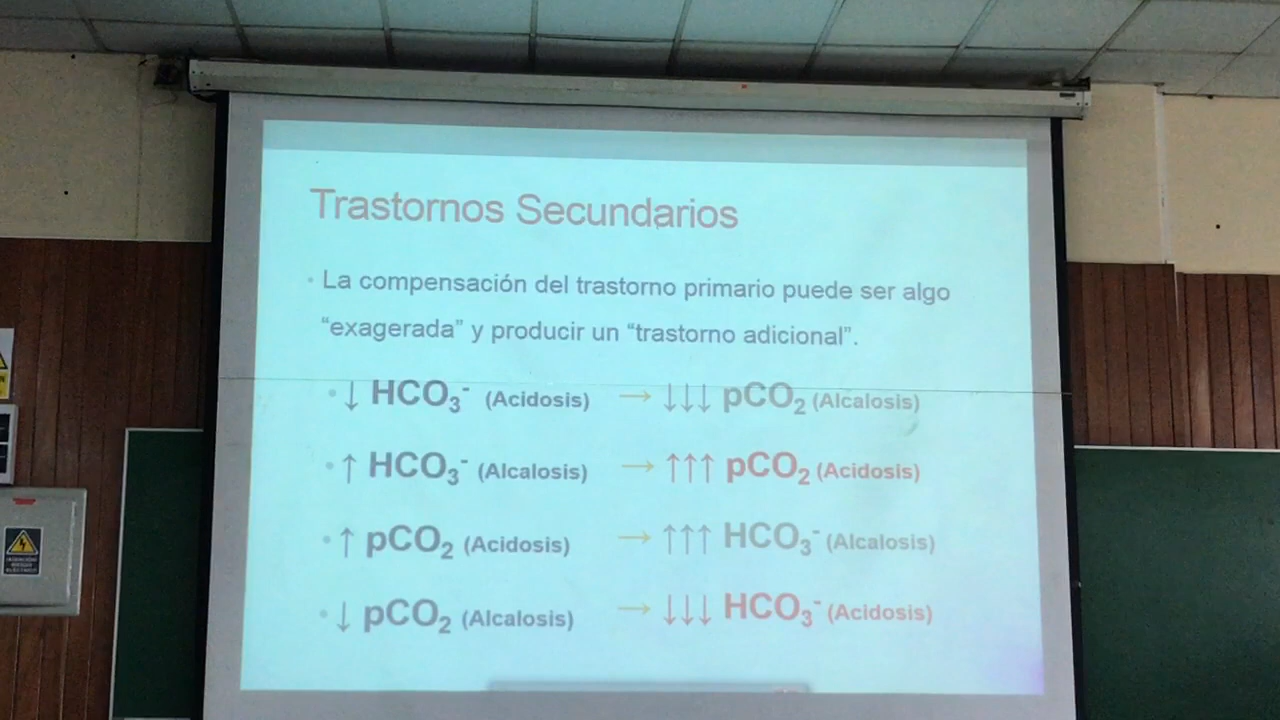 Trastornos Secundarios
• La compensación del trastorno primario puede ser algo
“exagerada” y producir un “trastorno adicional”.
• ↓ HCO₃⁻ (Acidosis) → ↓↓↓ pCO₂ (Alcalosis)
• ↑ HCO₃⁻ (Alcalosis) → ↑↑↑ pCO₂ (Acidosis)
• ↑ pCO₂ (Acidosis) → ↑↑↑ HCO₃⁻ (Alcalosis)
• ↓ pCO₂ (Alcalosis) → ↓↓↓ HCO₃⁻ (Acidosis)